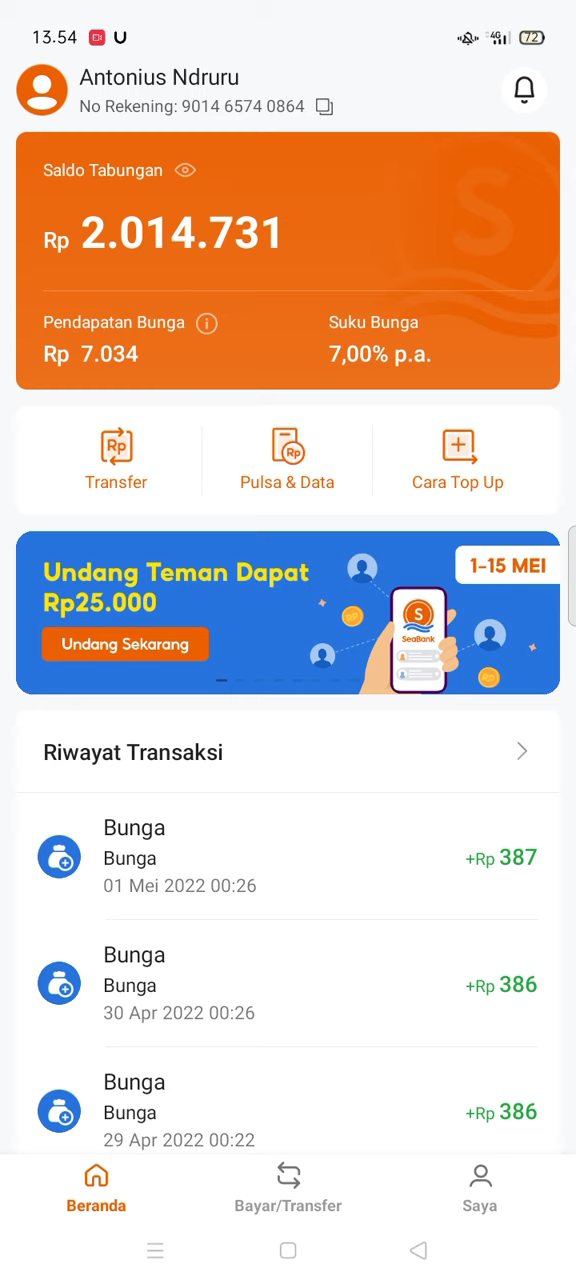 13.54
4G
72
Antonius Ndruru
No Rekening: 9014 6574 0864
Saldo Tabungan
Rp 2.014.731
Pendapatan Bunga
Suku Bunga
Rp 7.034
7,00% p.a.
Rp
Rp
Transfer
Pulsa & Data
Cara Top Up
Undang Teman Dapat
Rp25.000
1-15 MEI
Undang Sekarang
SeaBank
Riwayat Transaksi
Bunga
Bunga
+Rp 387
01 Mei 2022 00:26
Bunga
Bunga
+Rp 386
30 Apr 2022 00:26
Bunga
Bunga
+Rp 386
29 Apr 2022 00:22
Beranda
Bayar/Transfer
Saya